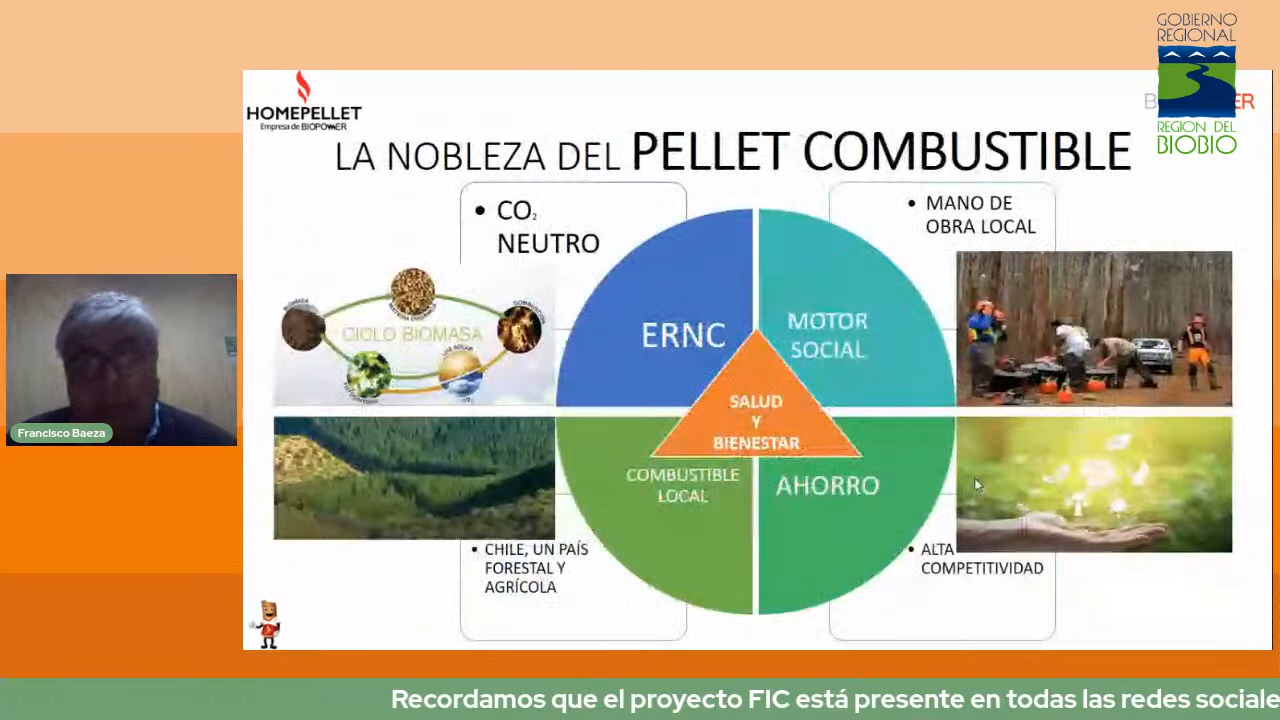 GOBIERNO
REGIONAL
REGION DEL
BIOBIO
HOMEPELLET
Empresa de BIOPOWER
LA NOBLEZA DEL PELLET COMBUSTIBLE
• CO₂
NEUTRO
• MANO DE
OBRA LOCAL
CICLO BIOMASA
COMBUSTIÓN
ERNC
MOTOR
SOCIAL
SALUD
Y
BIENESTAR
COMBUSTIBLE
LOCAL
AHORRO
• CHILE, UN PAÍS
FORESTAL Y
AGRÍCOLA
• ALTA
COMPETITIVIDAD
Francisco Baeza
Recordamos que el proyecto FIC está presente en todas las redes sociale